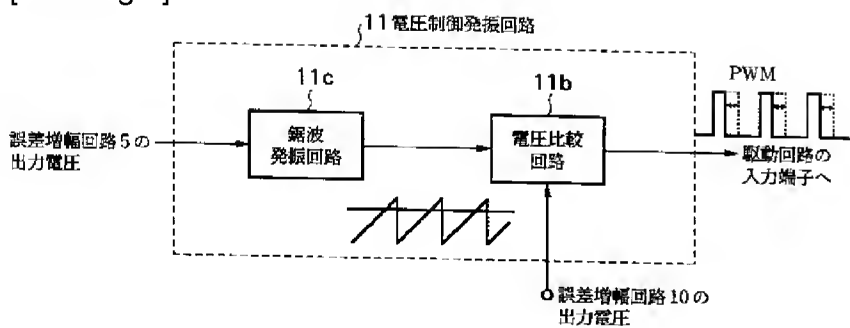 11 電圧制御発振回路
11c
11b
PWM
誤差増幅回路5の
出力電圧
鋸波
発振回路
電圧比較
回路
駆動回路の
入力端子へ
誤差増幅回路10の
出力電圧